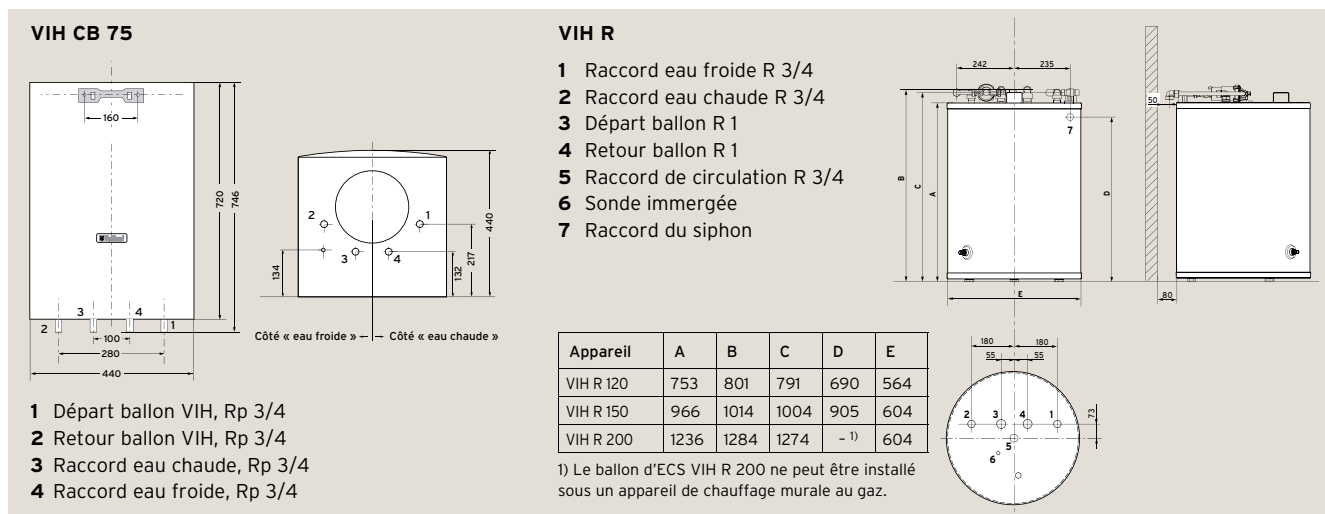 VIH CB 75
160
720
746
2
3
4
1
100
280
440
2
1
3
4
134
132
217
440
Côté « eau froide »
Côté « eau chaude »
1 Départ ballon VIH, Rp 3/4
2 Retour ballon VIH, Rp 3/4
3 Raccord eau chaude, Rp 3/4
4 Raccord eau froide, Rp 3/4
VIH R
1 Raccord eau froide R 3/4
2 Raccord eau chaude R 3/4
3 Départ ballon R 1
4 Retour ballon R 1
5 Raccord de circulation R 3/4
6 Sonde immergée
7 Raccord du siphon
242
235
7
B
C
A
D
E
50
80
Appareil A B C D E
VIH R 120 753 801 791 690 564
VIH R 150 966 1014 1004 905 604
VIH R 200 1236 1284 1274 – 1) 604
1) Le ballon d’ECS VIH R 200 ne peut être installé
sous un appareil de chauffage murale au gaz.
180
180
55
55
2
3
4
1
5
6
73